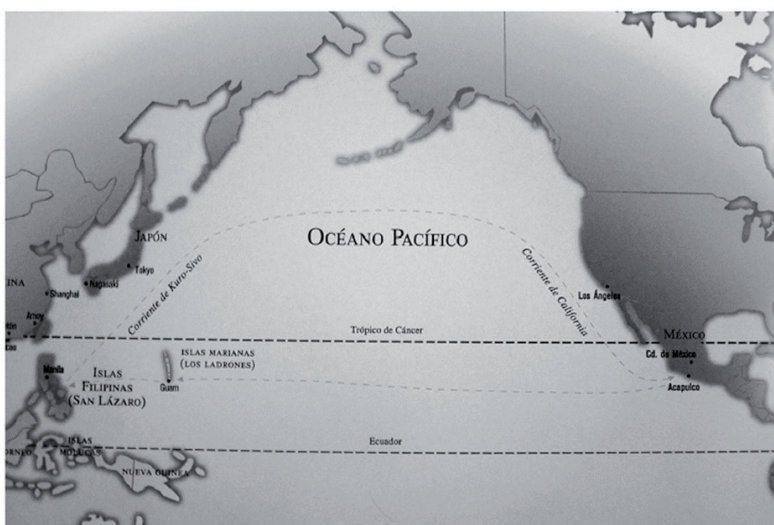 JAPÓN
OCÉANO PACÍFICO
Tokyo
Nagasaki
INA
Shanghai
Corriente de Kuro-Sivo
Corriente de California
Los Ángeles
Amoy
Trópico de Cáncer
MÉXICO
ISLAS MARIANAS
(LOS LADRONES)
Cd. de México
Manila
ISLAS
FILIPINAS
(SAN LÁZARO)
Guam
Acapulco
Ecuador
ISLAS
MOLUCAS
ORNEO
NUEVA GUINEA